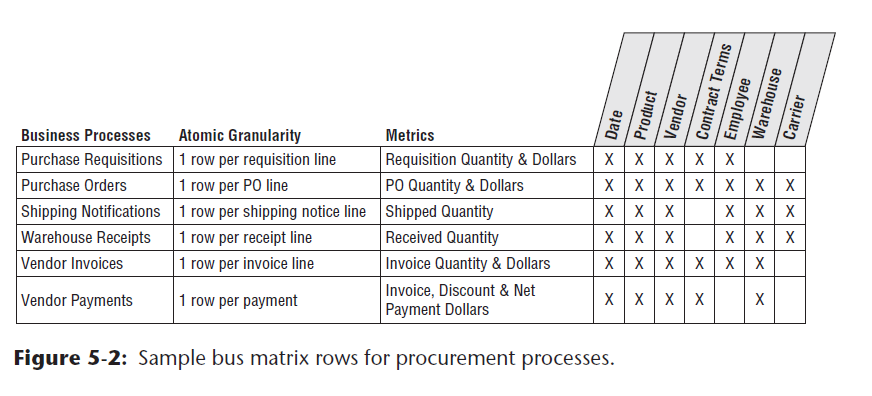 Date Product Vendor Contract Terms Employee Warehouse Carrier
Business Processes Atomic Granularity Metrics
Purchase Requisitions 1 row per requisition line Requisition Quantity & Dollars X X X X X
Purchase Orders 1 row per PO line PO Quantity & Dollars X X X X X X X
Shipping Notifications 1 row per shipping notice line Shipped Quantity X X X X X X
Warehouse Receipts 1 row per receipt line Received Quantity X X X X X X
Vendor Invoices 1 row per invoice line Invoice Quantity & Dollars X X X X X X
Vendor Payments 1 row per payment Invoice, Discount & Net
Payment Dollars X X X X X
Figure 5-2: Sample bus matrix rows for procurement processes.